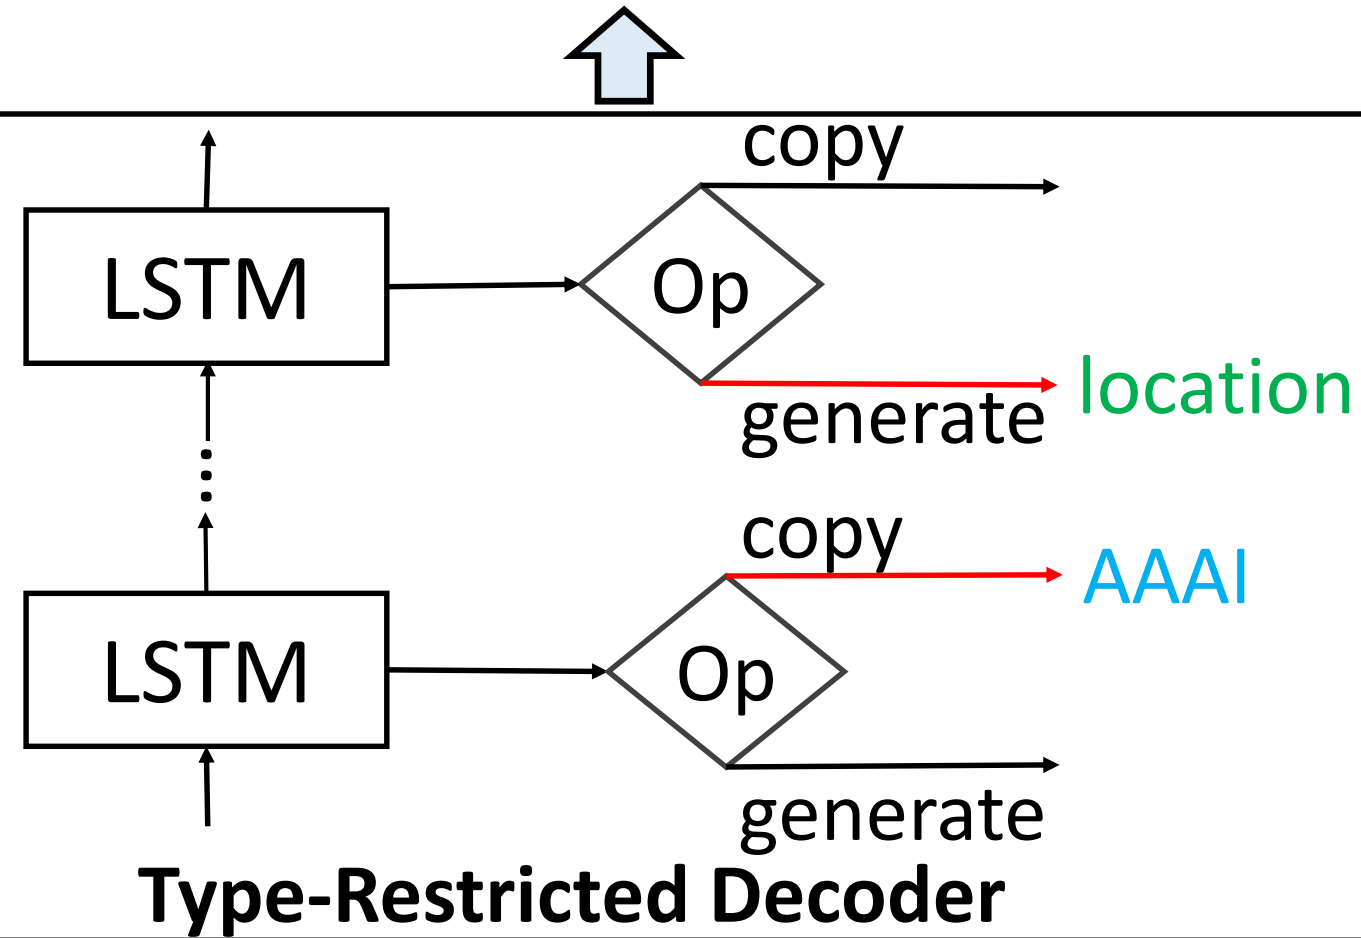 copy
LSTM
Op
location
generate
copy
AAAI
LSTM
Op
generate
Type-Restricted Decoder